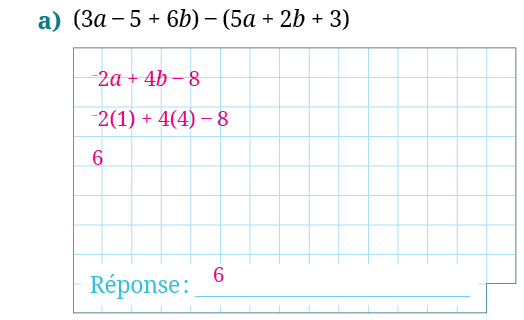 a) (3a – 5 + 6b) – (5a + 2b + 3)
⁻2a + 4b – 8
⁻2(1) + 4(4) – 8
6
Réponse : 6